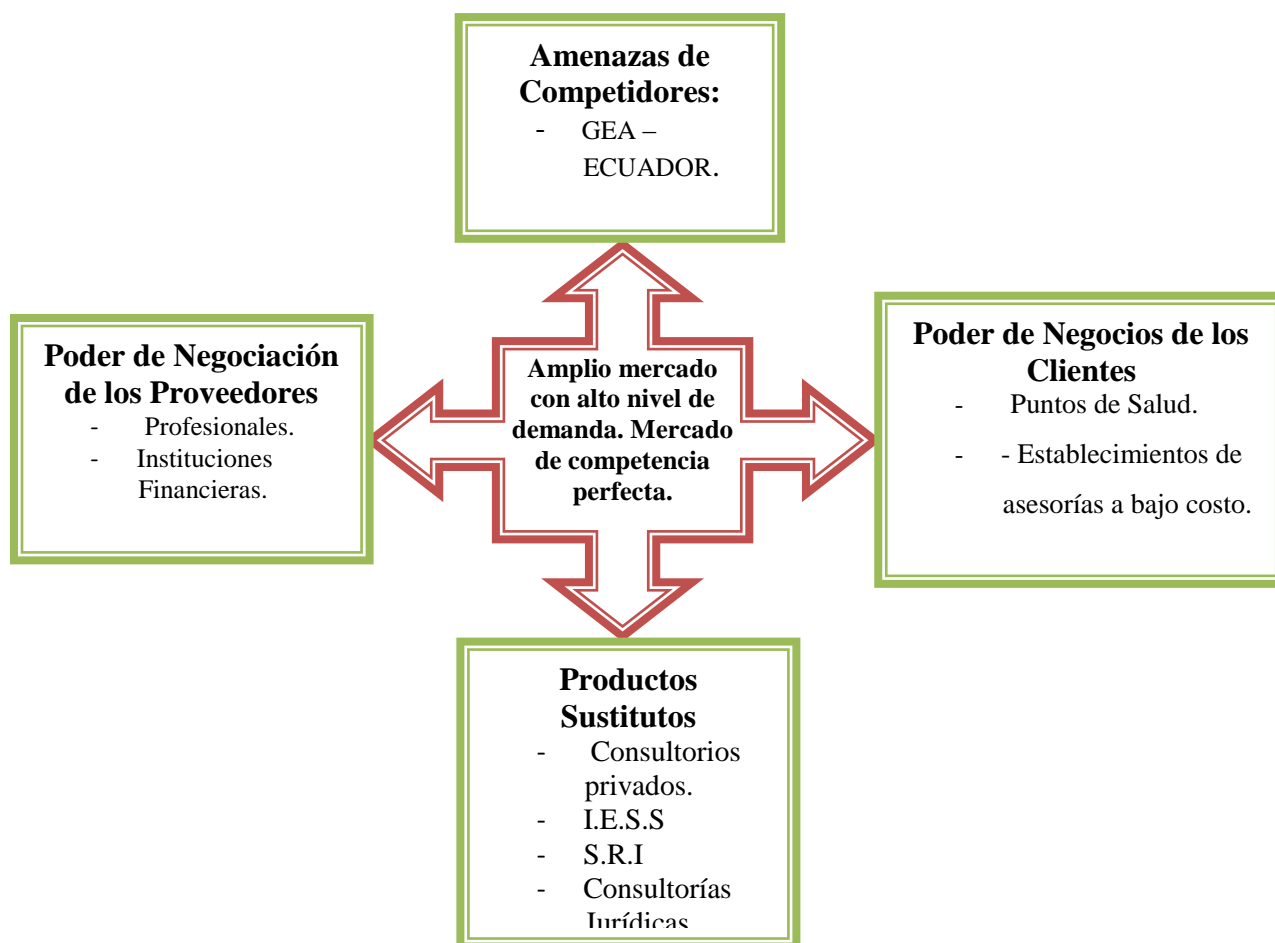 Amenazas de
Competidores:
- GEA –
ECUADOR.
Poder de Negociación
de los Proveedores
- Profesionales.
- Instituciones
Financieras.
Amplio mercado
con alto nivel de
demanda. Mercado
de competencia
perfecta.
Poder de Negocios de los
Clientes
- Puntos de Salud.
- - Establecimientos de
asesorías a bajo costo.
Productos
Sustitutos
- Consultorios
privados.
- I.E.S.S
- S.R.I
- Consultorías
Jurídicas